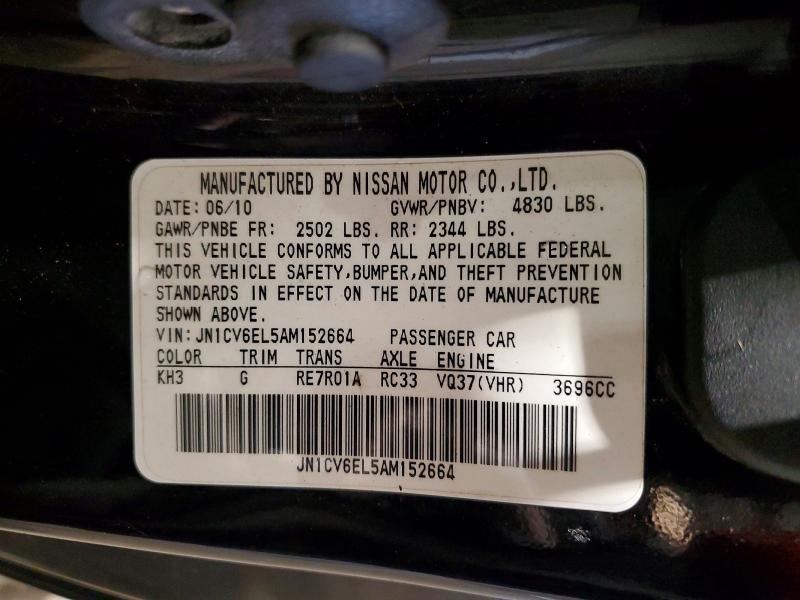 MANUFACTURED BY NISSAN MOTOR CO.,LTD.
DATE: 06/10 GVWR/PNBV: 4830 LBS.
GAWR/PNBE FR: 2502 LBS. RR: 2344 LBS.
THIS VEHICLE CONFORMS TO ALL APPLICABLE FEDERAL
MOTOR VEHICLE SAFETY,BUMPER,AND THEFT PREVENTION
STANDARDS IN EFFECT ON THE DATE OF MANUFACTURE
SHOWN ABOVE.
VIN:JN1CV6EL5AM152664 PASSENGER CAR
COLOR TRIM TRANS AXLE ENGINE
KH3 G RE7R01A RC33 VQ37(VHR) 3696CC
JN1CV6EL5AM152664